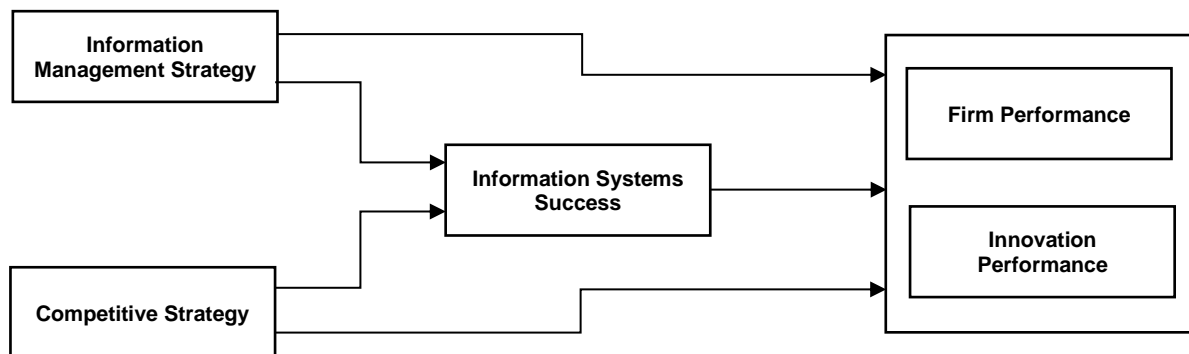 Information
Management Strategy
Firm Performance
Information Systems
Success
Innovation
Performance
Competitive Strategy